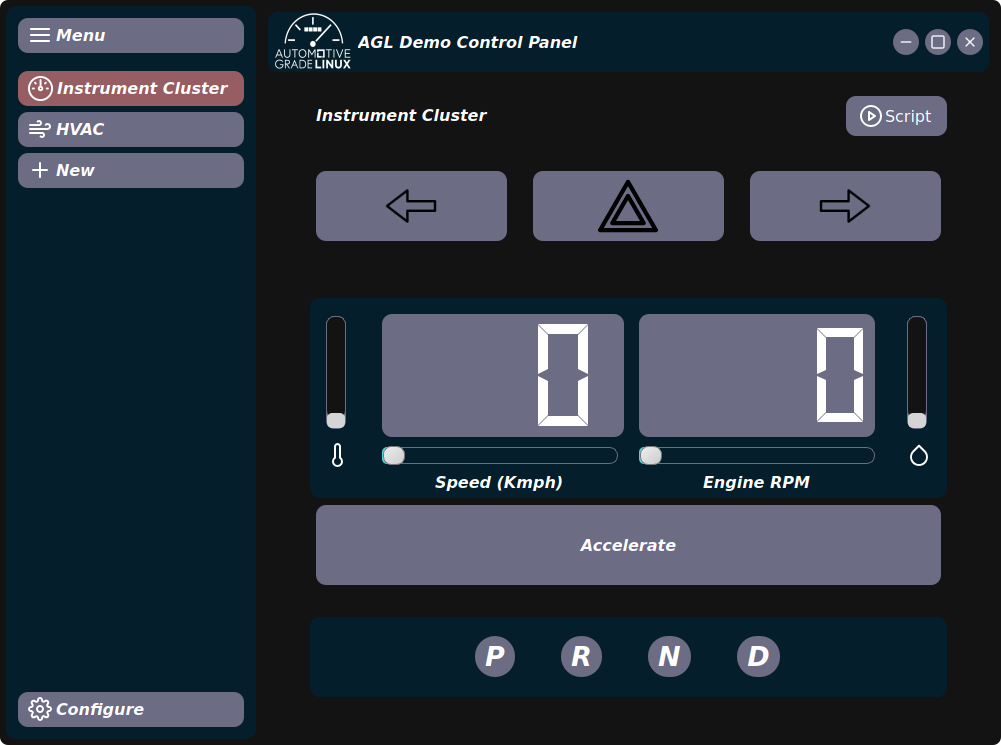 Menu
Instrument Cluster
HVAC
New
Configure
AUTOMOTIVE
GRADE LINUX
AGL Demo Control Panel
Instrument Cluster
Script
0
0
Speed (Kmph)
Engine RPM
Accelerate
P R N D